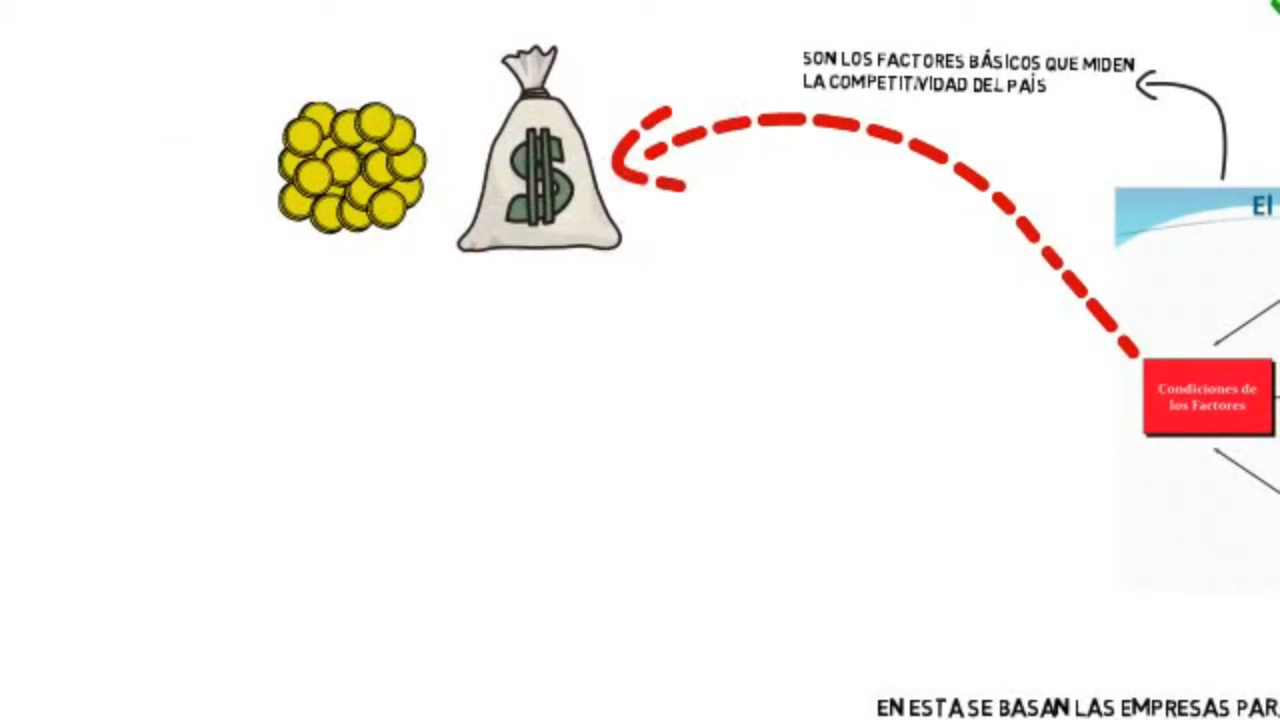 SON LOS FACTORES BÁSICOS QUE MIDEN
LA COMPETITIVIDAD DEL PAÍS
El
Condiciones de
los Factores
EN ESTA SE BASAN LAS EMPRESAS PAR